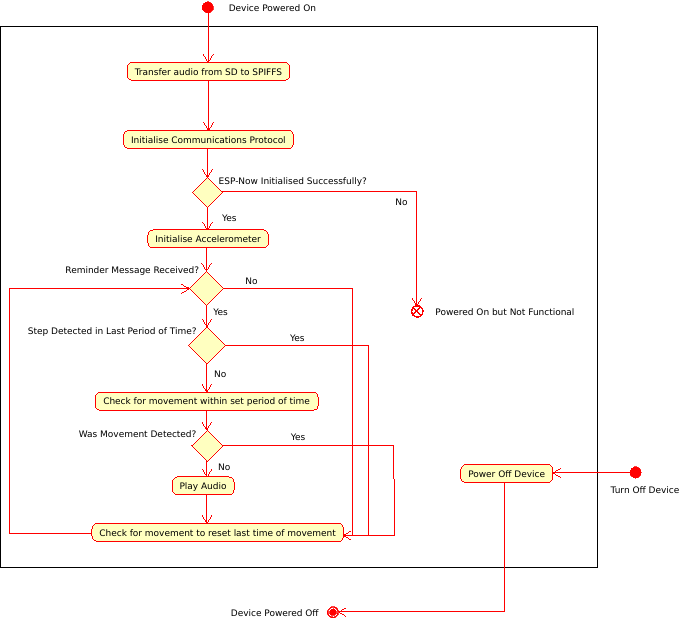 Device Powered On
Transfer audio from SD to SPIFFS
Initialise Communications Protocol
ESP-Now Initialised Successfully?
No
Yes
Initialise Accelerometer
Reminder Message Received?
No
Yes
Powered On but Not Functional
Step Detected in Last Period of Time?
Yes
No
Check for movement within set period of time
Was Movement Detected?
Yes
No
Power Off Device
Play Audio
Turn Off Device
Check for movement to reset last time of movement
Device Powered Off